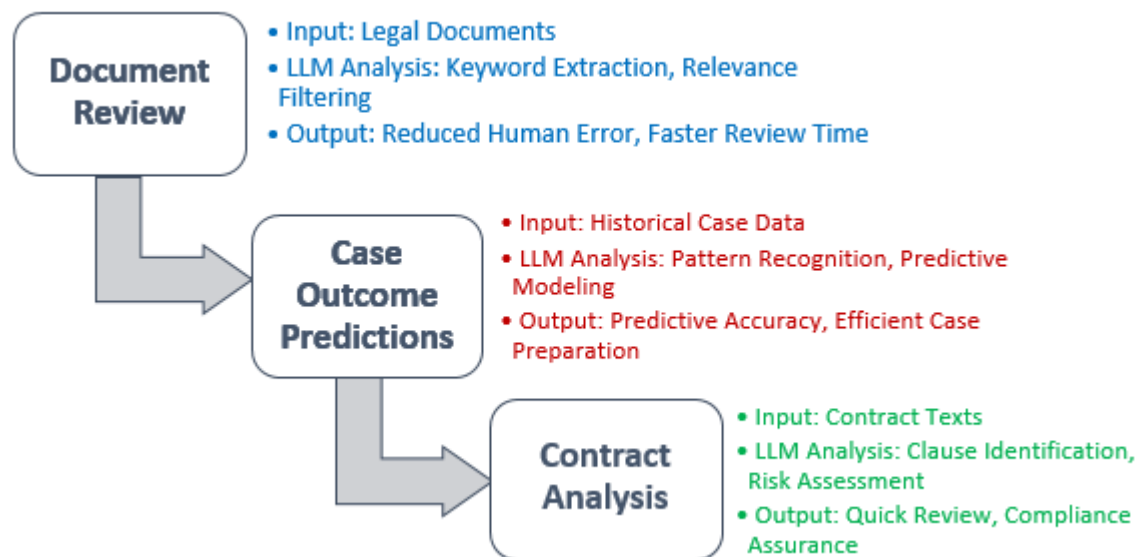 Document
Review
• Input: Legal Documents
• LLM Analysis: Keyword Extraction, Relevance
Filtering
• Output: Reduced Human Error, Faster Review Time
Case
Outcome
Predictions
• Input: Historical Case Data
• LLM Analysis: Pattern Recognition, Predictive
Modeling
• Output: Predictive Accuracy, Efficient Case
Preparation
Contract
Analysis
• Input: Contract Texts
• LLM Analysis: Clause Identification,
Risk Assessment
• Output: Quick Review, Compliance
Assurance